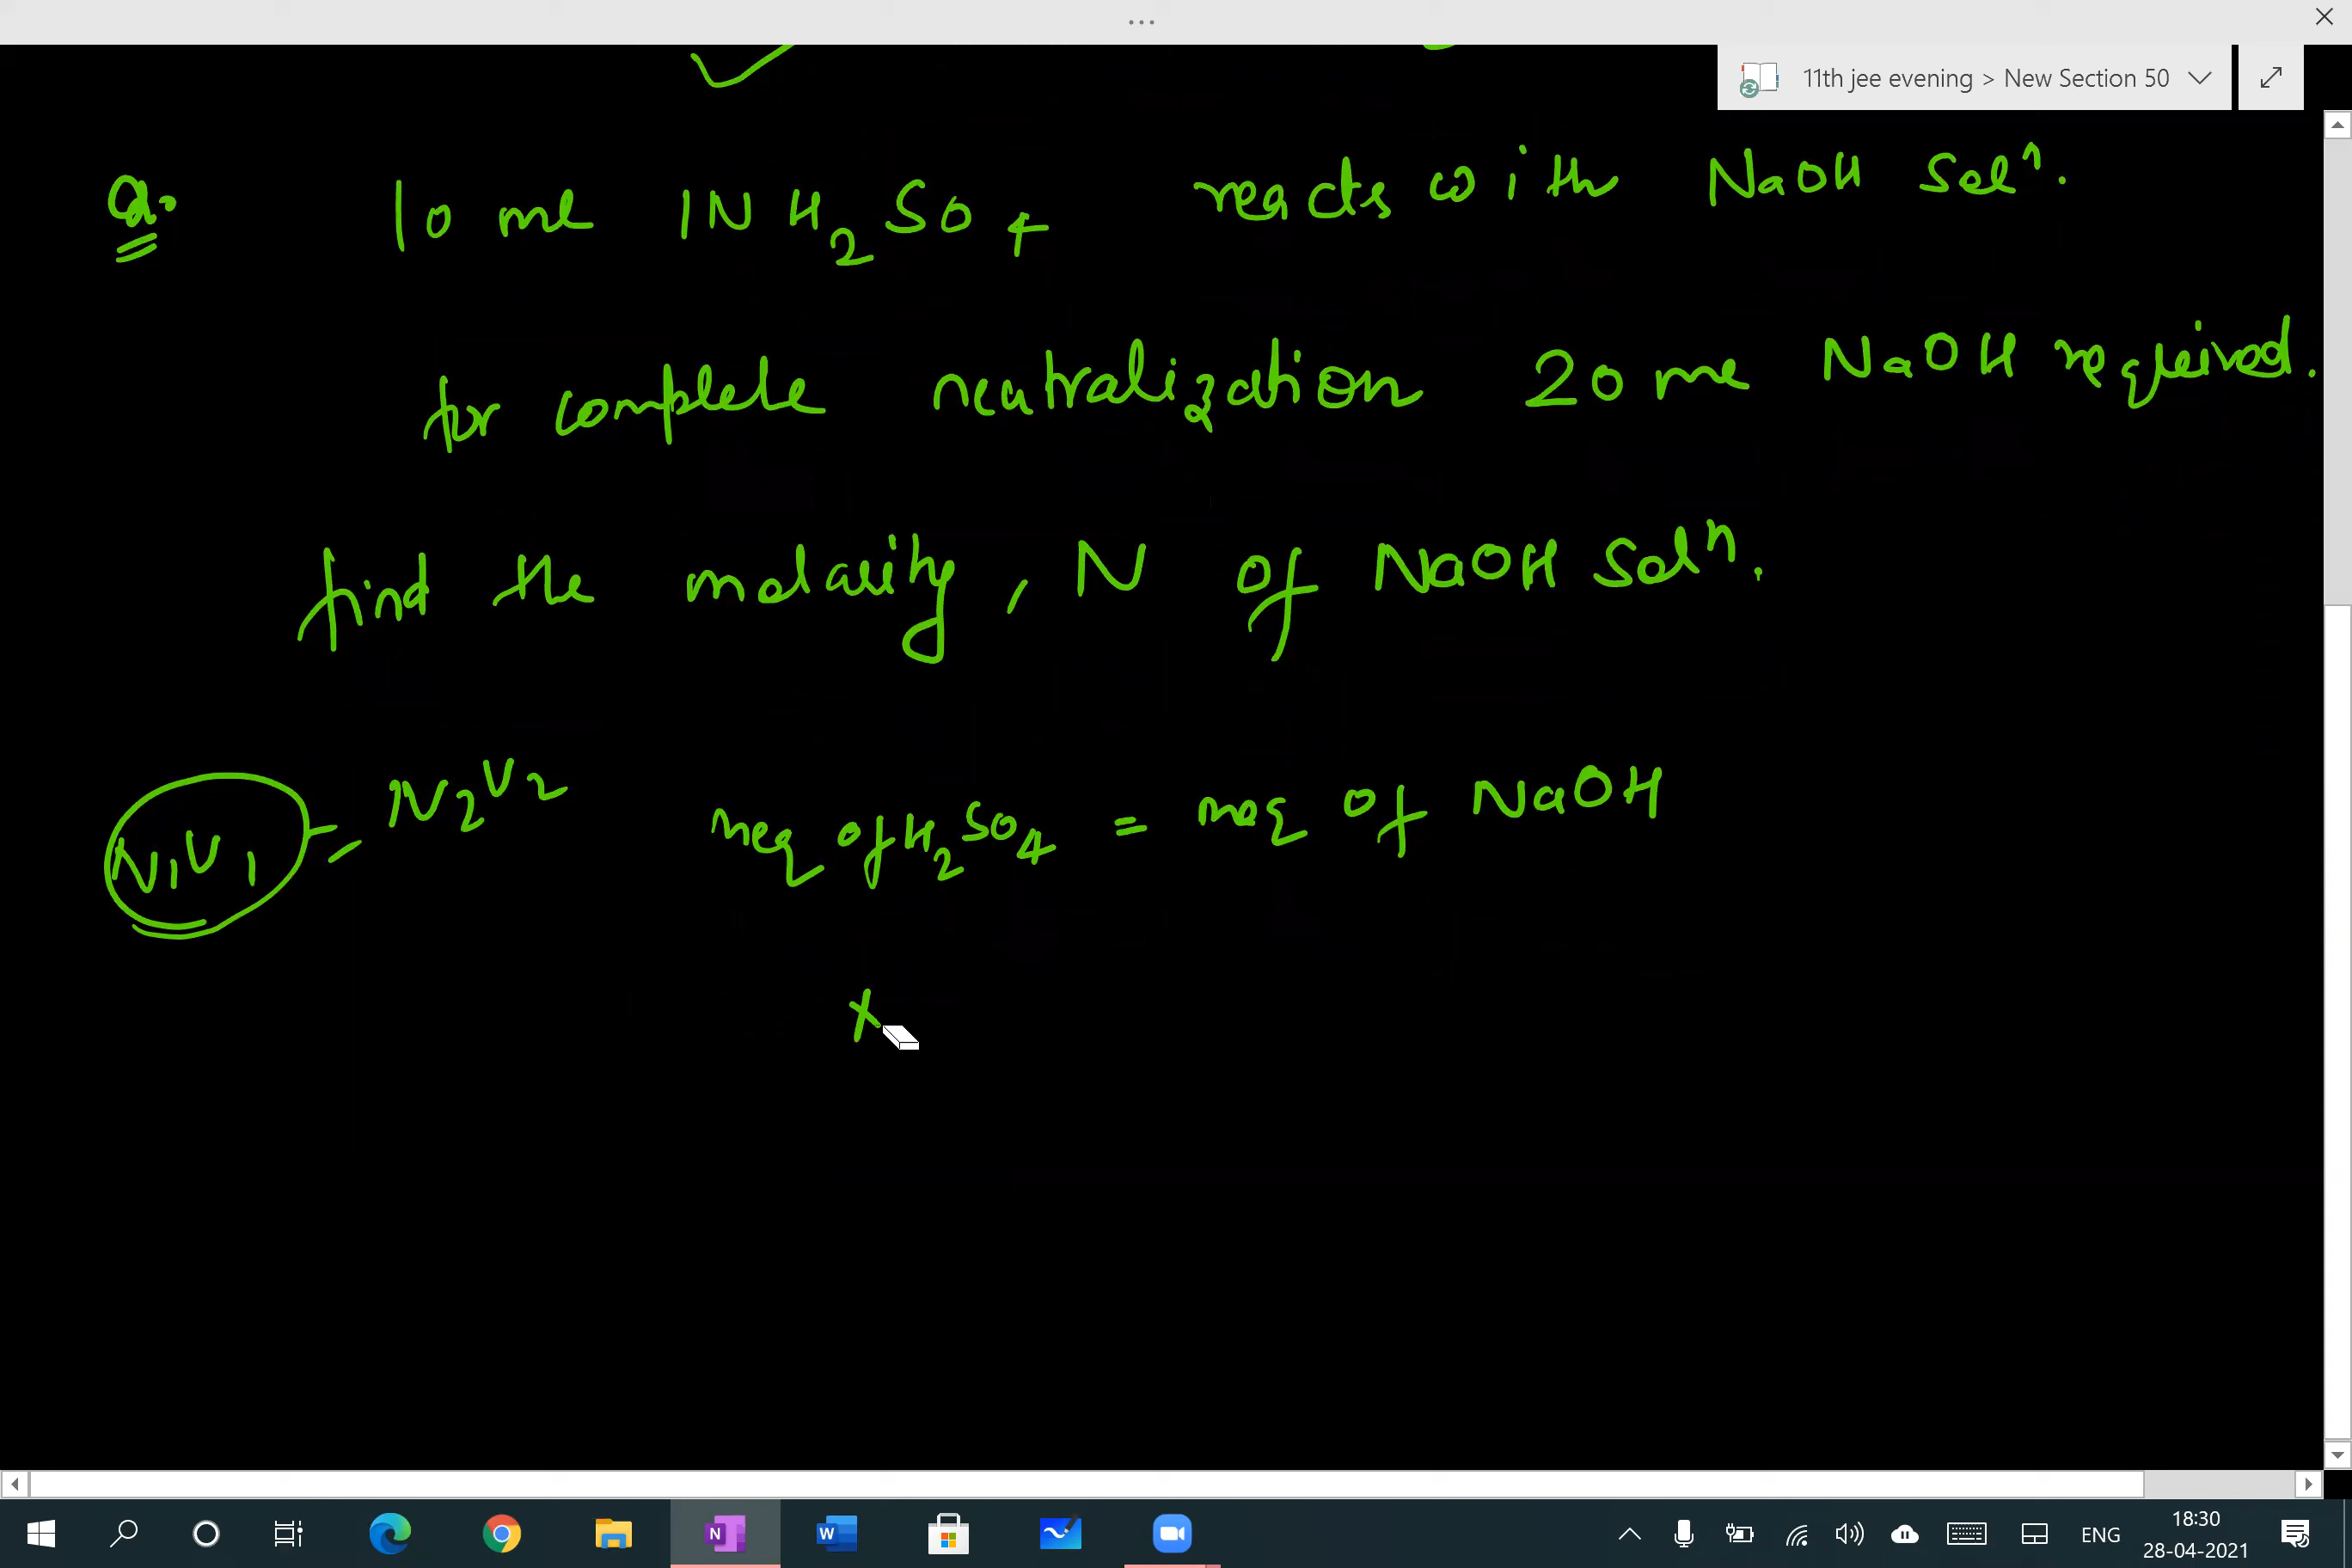 11th jee evening > New Section 50
Q. 10 ml 1N H₂SO₄ reacts with NaOH Solⁿ.
for complete neutralization 20 ml NaOH required.
find the molarity, N of NaOH Solⁿ.
N₁V₁ = N₂V₂ meq of H₂SO₄ = meq of NaOH
x
ENG
18:30
28-04-2021